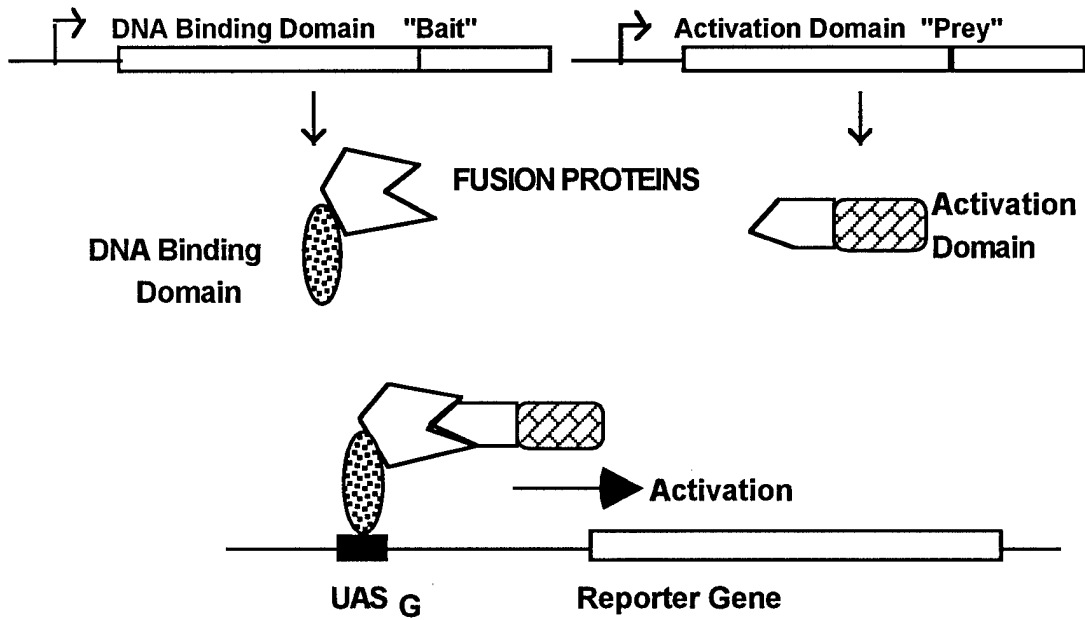 DNA Binding Domain "Bait"
Activation Domain "Prey"
FUSION PROTEINS
DNA Binding
Domain
Activation
Domain
Activation
UAS G
Reporter Gene